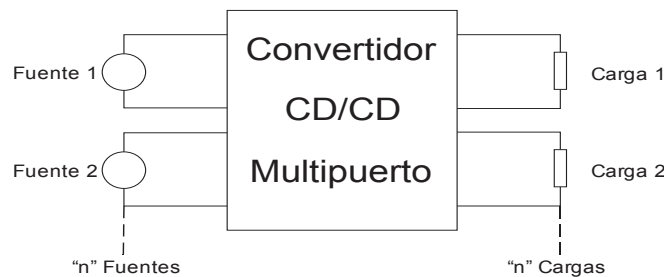 Fuente 1
Fuente 2
“n” Fuentes
Convertidor
CD/CD
Multipuerto
Carga 1
Carga 2
“n” Cargas